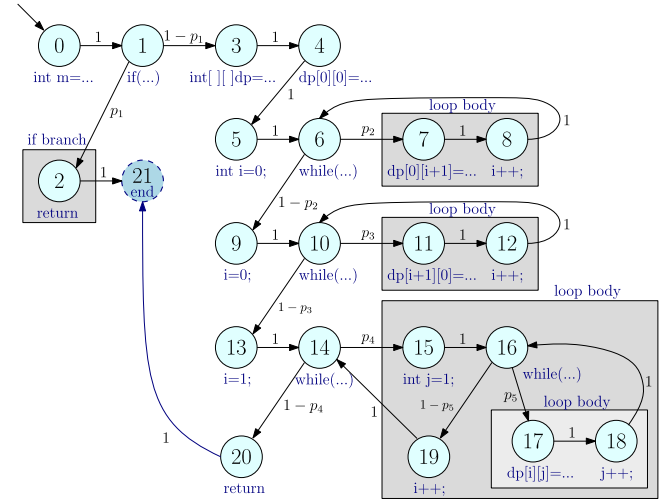 0 1 1 1 − p₁ 3 1 4
int m=... if(...) int[ ][ ]dp=... dp[0][0]=...
p₁ 1
loop body
5 1 6 p₂ 7 1 8 1
int i=0; while(...) dp[0][i+1]=... i++;
if branch
2 1 21
end
return
1 − p₂
loop body
9 1 10 p₃ 11 1 12 1
i=0; while(...) dp[i+1][0]=... i++;
1 − p₃
loop body
13 1 14 p₄ 15 1 16
i=1; while(...) int j=1; while(...)
1
1 − p₄ 1 1 − p₅ p₅
loop body
1 20 19 17 1 18
dp[i][j]=... j++;
return i++;